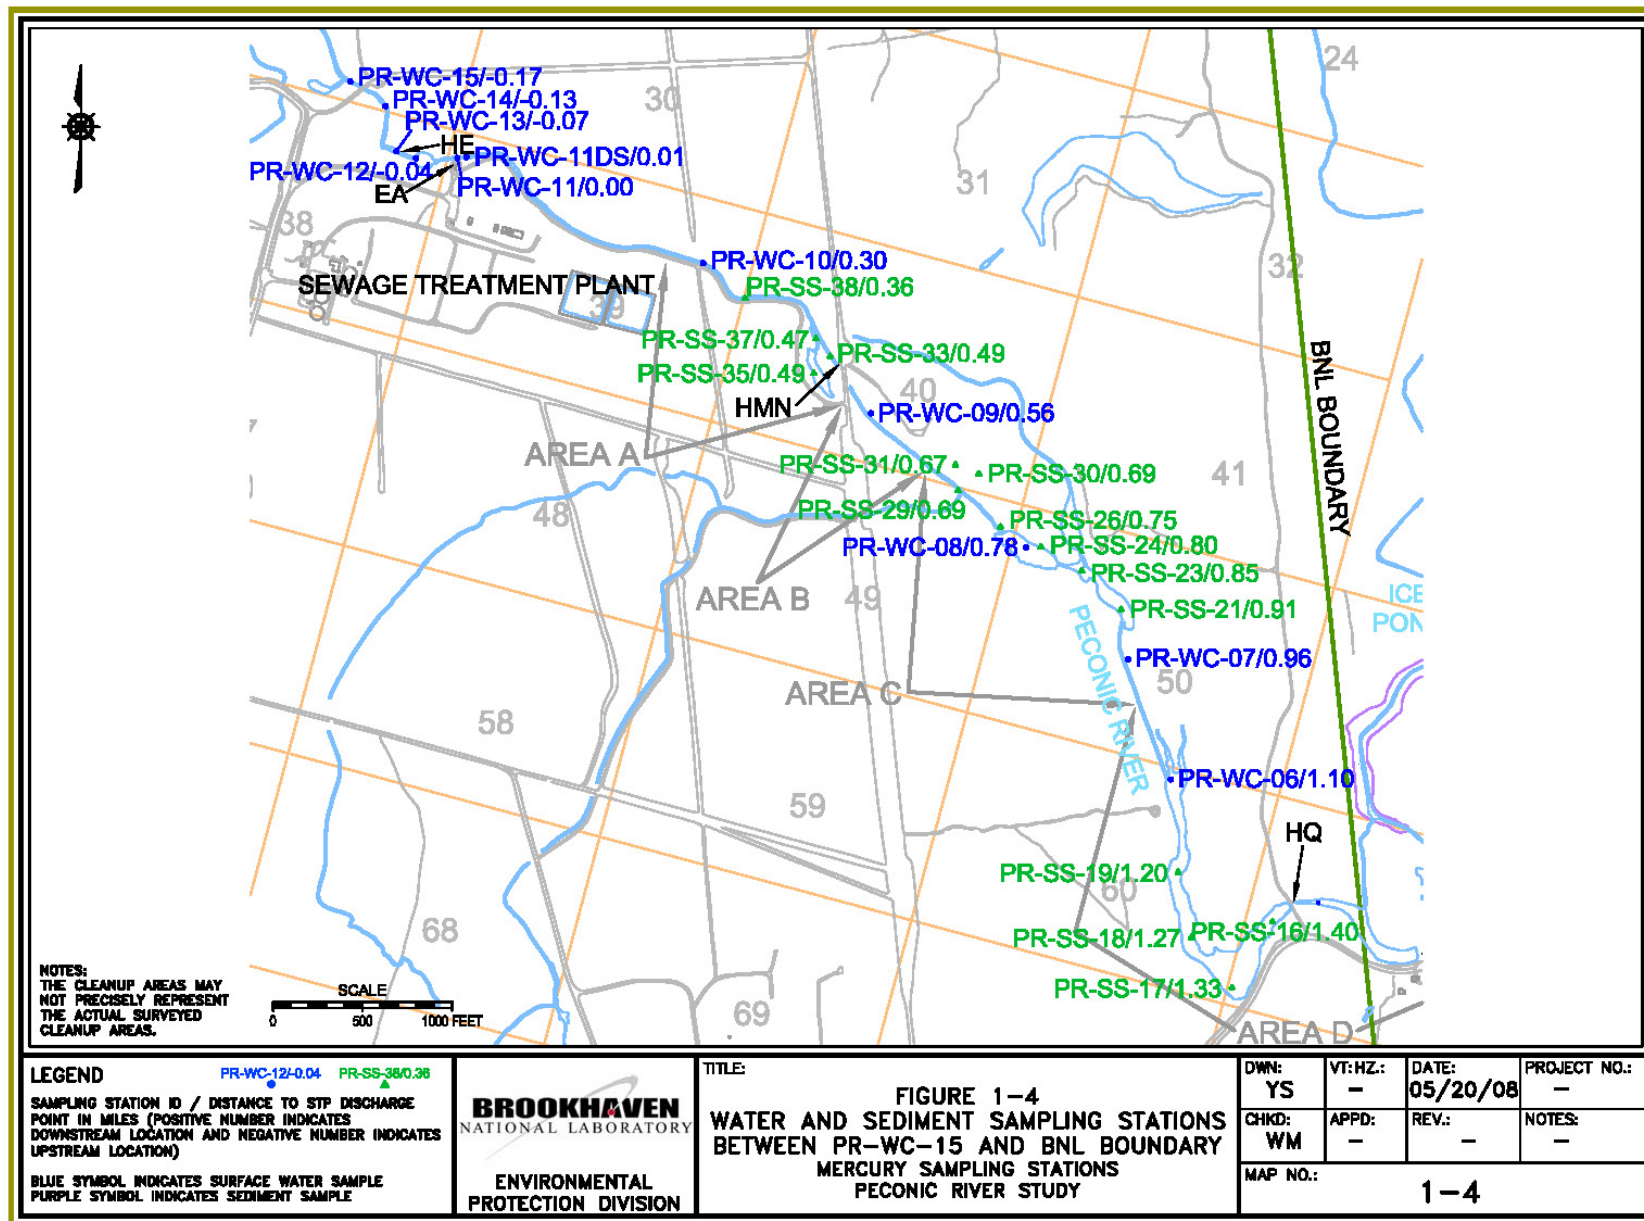 24
PR-WC-15/-0.17
30
PR-WC-14/-0.13
PR-WC-13/-0.07
HE
PR-WC-11DS/0.01
PR-WC-12/-0.04
EA
PR-WC-11/0.00
31
38
PR-WC-10/0.30
32
SEWAGE TREATMENT PLANT
PR-SS-38/0.36
39
PR-SS-37/0.47
PR-SS-33/0.49
PR-SS-35/0.49
HMN
40
PR-WC-09/0.56
BNL BOUNDARY
AREA A
PR-SS-31/0.67
PR-SS-30/0.69
41
PR-SS-29/0.69
48
PR-SS-26/0.75
PR-WC-08/0.78
PR-SS-24/0.80
PR-SS-23/0.85
AREA B
49
PR-SS-21/0.91
ICE
PON
PECONIC RIVER
PR-WC-07/0.96
50
AREA C
58
PR-WC-06/1.10
59
HQ
PR-SS-19/1.20
60
68
PR-SS-18/1.27
PR-SS-16/1.40
PR-SS-17/1.33
69
AREA D
NOTES:
THE CLEANUP AREAS MAY
NOT PRECISELY REPRESENT
THE ACTUAL SURVEYED
CLEANUP AREAS.
SCALE
0 500 1000 FEET
LEGEND
PR-WC-12/-0.04 PR-SS-38/0.36
SAMPLING STATION ID / DISTANCE TO STP DISCHARGE
POINT IN MILES (POSITIVE NUMBER INDICATES
DOWNSTREAM LOCATION AND NEGATIVE NUMBER INDICATES
UPSTREAM LOCATION)
BLUE SYMBOL INDICATES SURFACE WATER SAMPLE
PURPLE SYMBOL INDICATES SEDIMENT SAMPLE
BROOKHAVEN
NATIONAL LABORATORY
ENVIRONMENTAL
PROTECTION DIVISION
TITLE:
FIGURE 1-4
WATER AND SEDIMENT SAMPLING STATIONS
BETWEEN PR-WC-15 AND BNL BOUNDARY
MERCURY SAMPLING STATIONS
PECONIC RIVER STUDY
DWN:
YS
VT:HZ.:
-
DATE:
05/20/08
PROJECT NO.:
-
CHKD:
WM
APPD:
-
REV.:
-
NOTES:
-
MAP NO.:
1-4